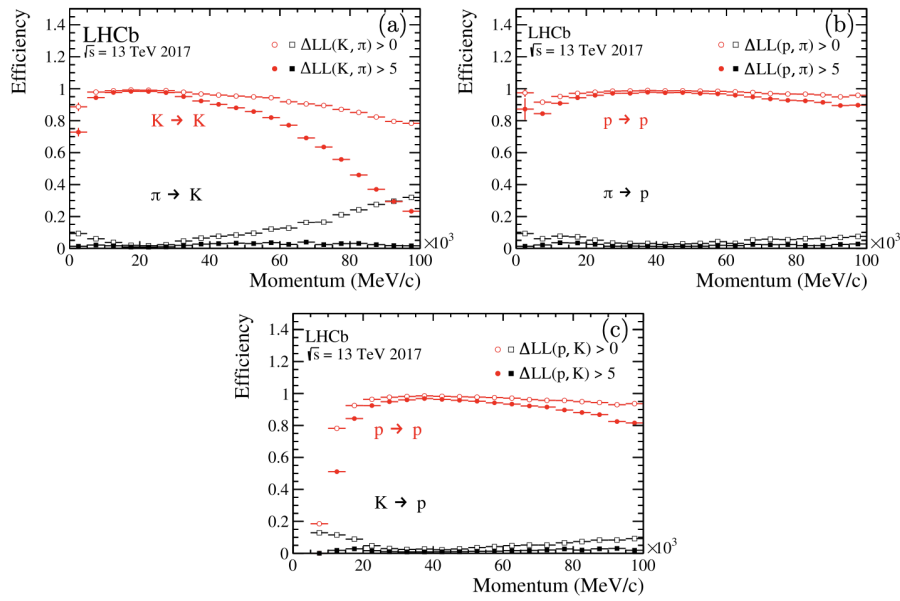 (a)
LHCb
√s = 13 TeV 2017
ΔLL(K, π) > 0
ΔLL(K, π) > 5
K → K
π → K
Efficiency
1.4
1.2
1
0.8
0.6
0.4
0.2
0
0 20 40 60 80 100
×10³
Momentum (MeV/c)
(b)
LHCb
√s = 13 TeV 2017
ΔLL(p, π) > 0
ΔLL(p, π) > 5
p → p
π → p
Efficiency
1.4
1.2
1
0.8
0.6
0.4
0.2
0
0 20 40 60 80 100
×10³
Momentum (MeV/c)
(c)
LHCb
√s = 13 TeV 2017
ΔLL(p, K) > 0
ΔLL(p, K) > 5
p → p
K → p
Efficiency
1.4
1.2
1
0.8
0.6
0.4
0.2
0
0 20 40 60 80 100
×10³
Momentum (MeV/c)